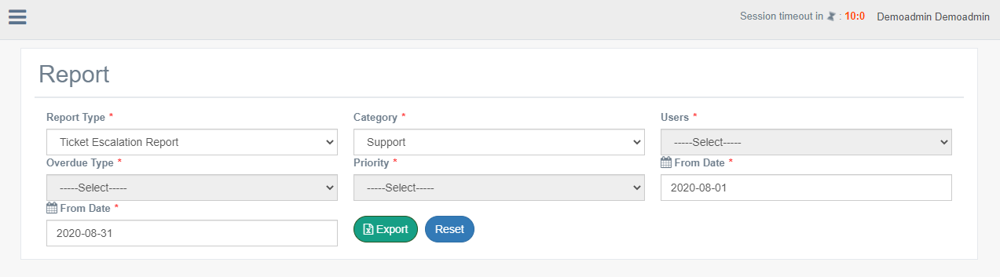 Session timeout in : 10:0 Demoadmin Demoadmin
Report
Report Type * Category * Users *
Ticket Escalation Report Support -----Select-----
Overdue Type * Priority * From Date *
-----Select----- -----Select----- 2020-08-01
From Date *
2020-08-31 Export Reset